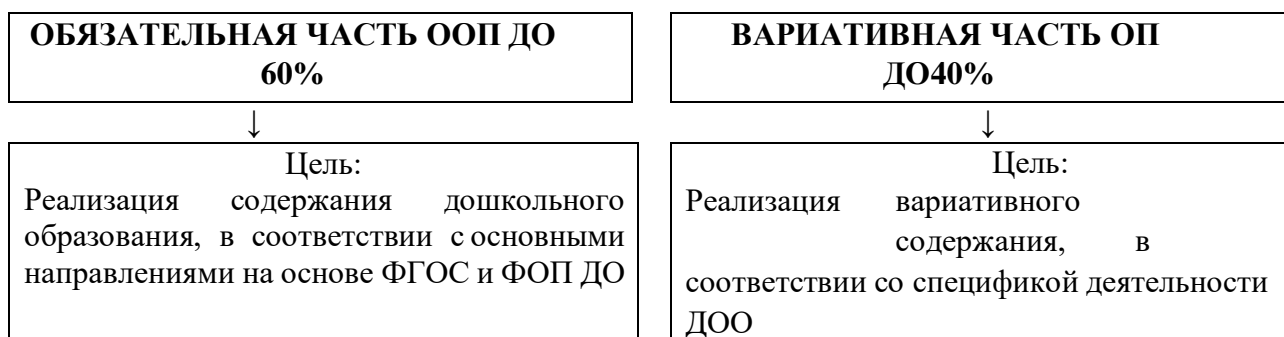 ОБЯЗАТЕЛЬНАЯ ЧАСТЬ ООП ДО
60%
ВАРИАТИВНАЯ ЧАСТЬ ОП
ДО40%
↓
↓
Цель:
Реализация содержания дошкольного
образования, в соответствии с основными
направлениями на основе ФГОС и ФОП ДО
Цель:
Реализация вариативного
содержания, в
соответствии со спецификой деятельности
ДОО